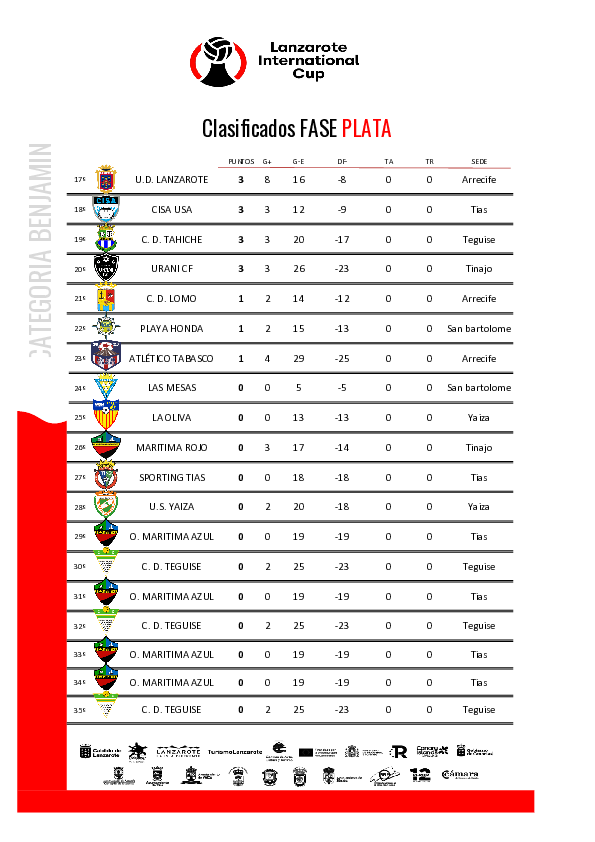 Lanzarote
International
Cup
Clasificados FASE PLATA
CATEGORIA BENJAMIN
PUNTOS G+ G-E DF- TA TR SEDE
17º U.D. LANZAROTE 3 8 16 -8 0 0 Arrecife
18º CISA USA 3 3 12 -9 0 0 Tias
19º C. D. TAHICHE 3 3 20 -17 0 0 Teguise
20º URANI CF 3 3 26 -23 0 0 Tinajo
21º C. D. LOMO 1 2 14 -12 0 0 Arrecife
22º PLAYA HONDA 1 2 15 -13 0 0 San bartolome
23º ATLÉTICO TABASCO 1 4 29 -25 0 0 Arrecife
24º LAS MESAS 0 0 5 -5 0 0 San bartolome
25º LA OLIVA 0 0 13 -13 0 0 Yaiza
26º MARITIMA ROJO 0 3 17 -14 0 0 Tinajo
27º SPORTING TIAS 0 0 18 -18 0 0 Tias
28º U.S. YAIZA 0 2 20 -18 0 0 Yaiza
29º O. MARITIMA AZUL 0 0 19 -19 0 0 Tias
30º C. D. TEGUISE 0 2 25 -23 0 0 Teguise
31º O. MARITIMA AZUL 0 0 19 -19 0 0 Tias
32º C. D. TEGUISE 0 2 25 -23 0 0 Teguise
33º O. MARITIMA AZUL 0 0 19 -19 0 0 Tias
34º O. MARITIMA AZUL 0 0 19 -19 0 0 Tias
35º C. D. TEGUISE 0 2 25 -23 0 0 Teguise
Cabildo de Lanzarote LANZAROTE TurismoLanzarote
Cámara